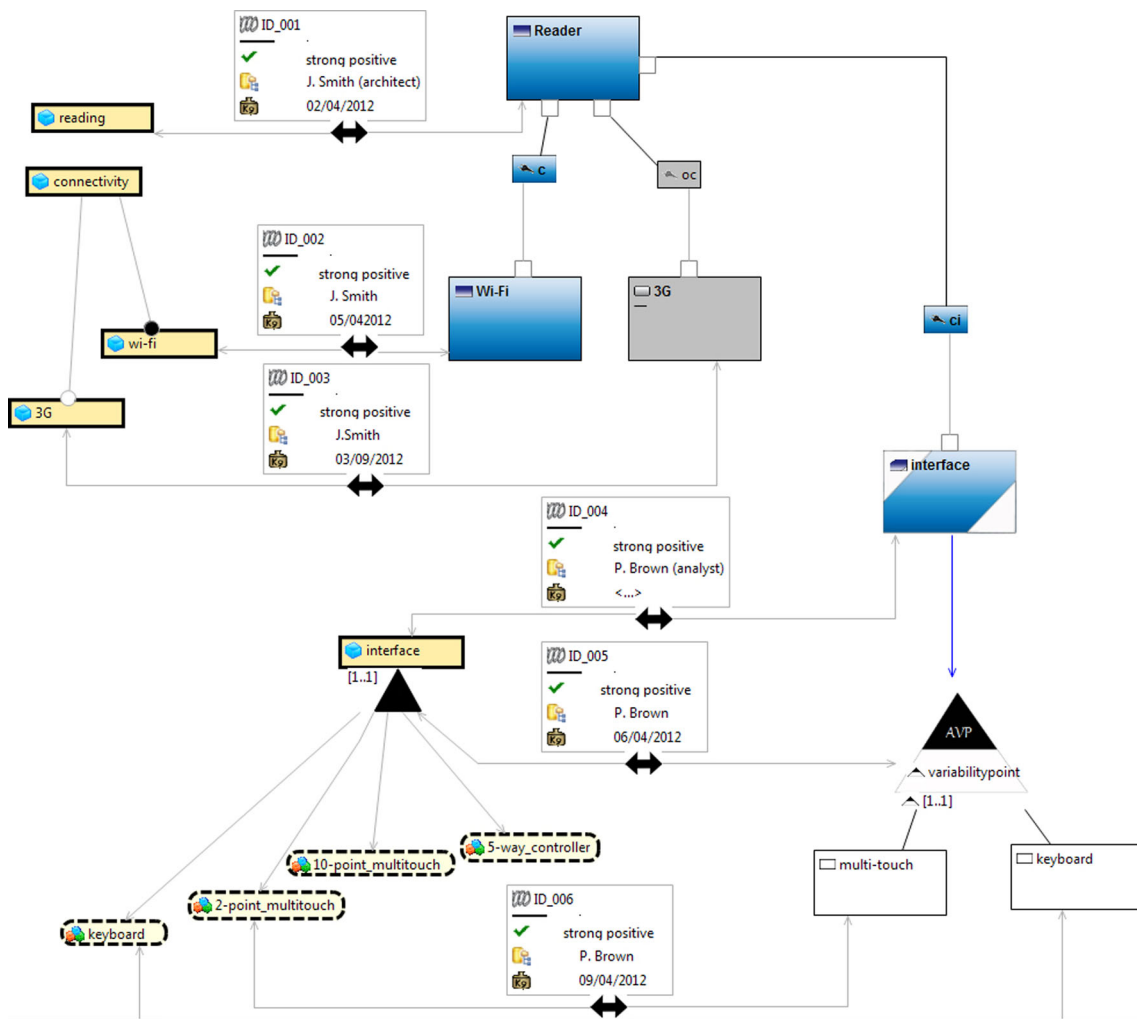 ID_001
strong positive
J. Smith (architect)
02/04/2012
Reader
reading
connectivity
c
oc
ID_002
strong positive
J. Smith
05/042012
Wi-Fi
3G
wi-fi
ci
ID_003
strong positive
J.Smith
03/09/2012
3G
interface
ID_004
strong positive
P. Brown (analyst)
<...>
interface
[1..1]
ID_005
strong positive
P. Brown
06/04/2012
AVP
variabilitypoint
[1..1]
5-way_controller
10-point_multitouch
2-point_multitouch
keyboard
multi-touch
keyboard
ID_006
strong positive
P. Brown
09/04/2012